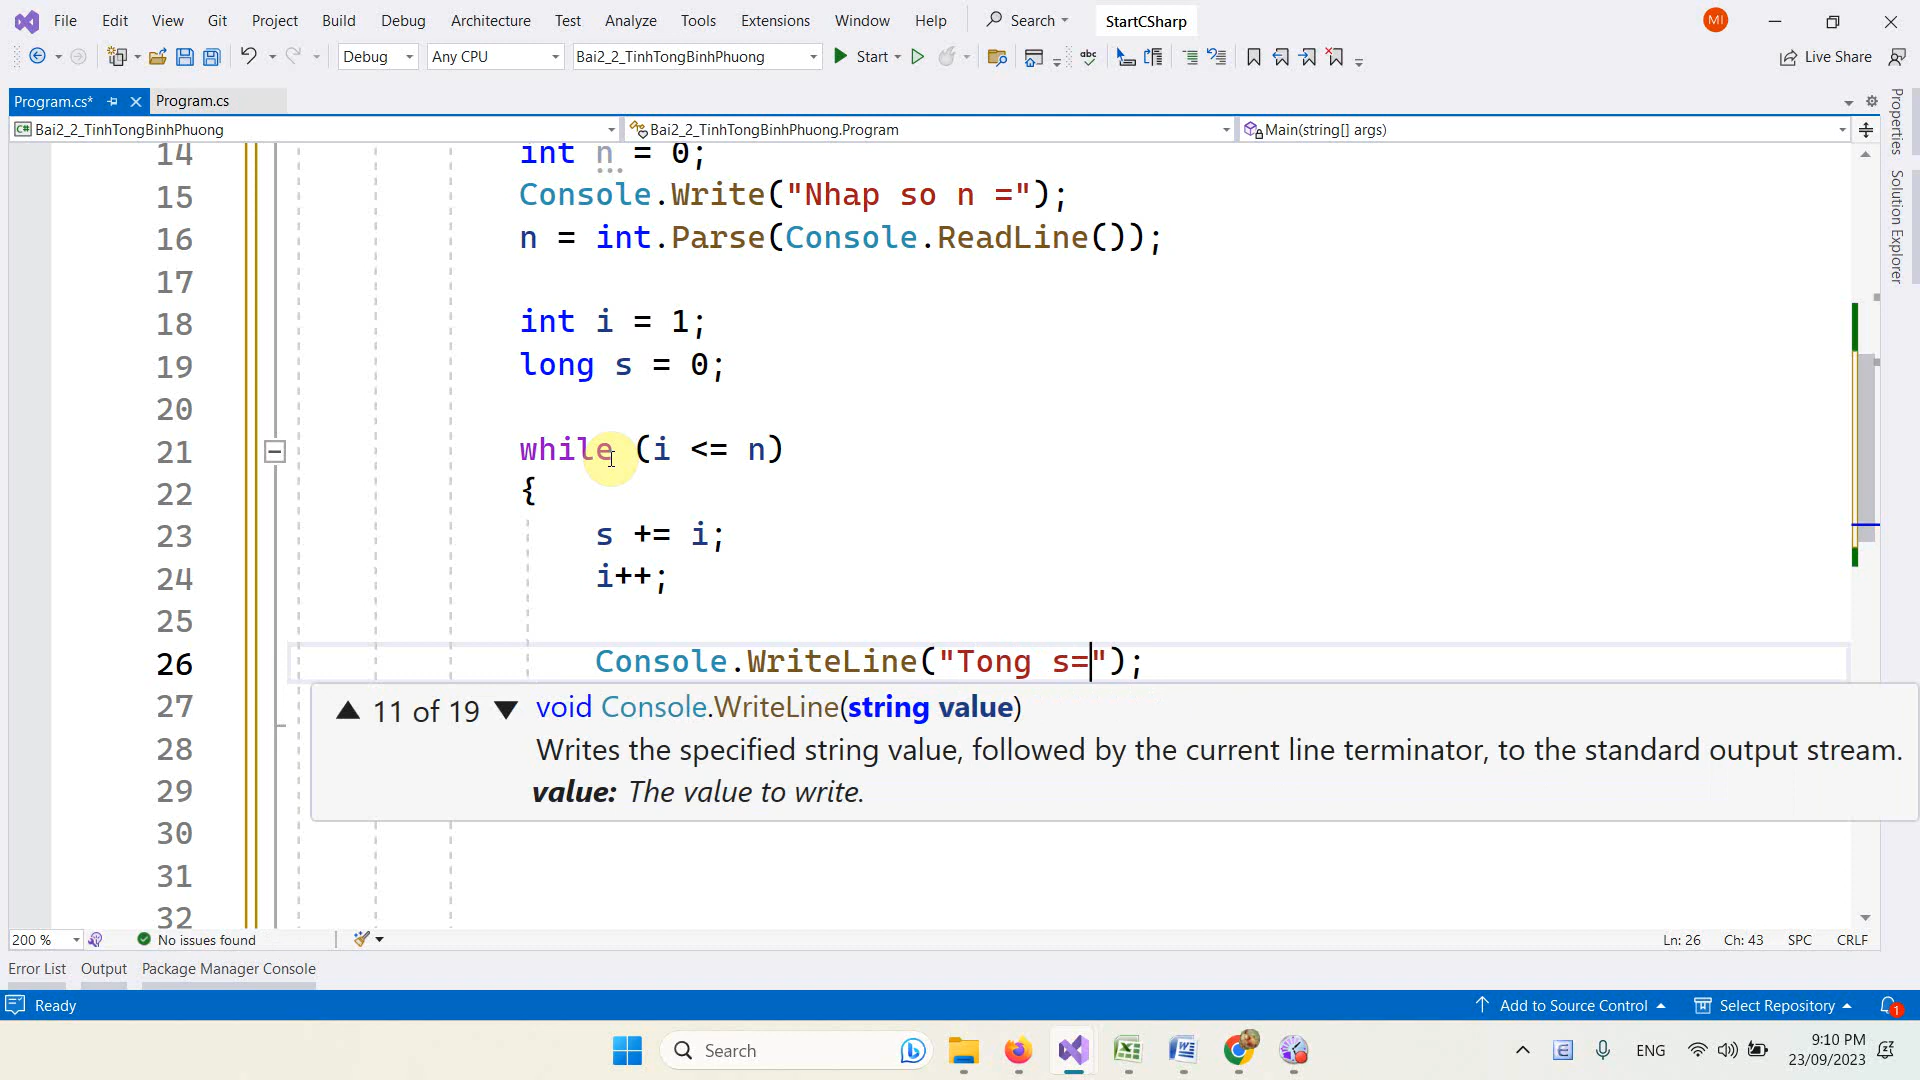 File Edit View Git Project Build Debug Architecture Test Analyze Tools Extensions Window Help Search StartCSharp MI
Debug Any CPU Bai2_2_TinhTongBinhPhuong Start abc Live Share
Program.cs* Program.cs
C# Bai2_2_TinhTongBinhPhuong Bai2_2_TinhTongBinhPhuong.Program Main(string[] args)
Properties
Solution Explorer
14 int n = 0;
15 Console.Write("Nhap so n =");
16 n = int.Parse(Console.ReadLine());
17
18 int i = 1;
19 long s = 0;
20
21 while (i <= n)
22 {
23 s += i;
24 i++;
25
26 Console.WriteLine("Tong s=");
27 ▲ 11 of 19 ▼ void Console.WriteLine(string value)
28 Writes the specified string value, followed by the current line terminator, to the standard output stream.
29 value: The value to write.
30
31
32
200 % No issues found Ln: 26 Ch: 43 SPC CRLF
Error List Output Package Manager Console
Ready Add to Source Control Select Repository 1
Search ENG 9:10 PM
23/09/2023